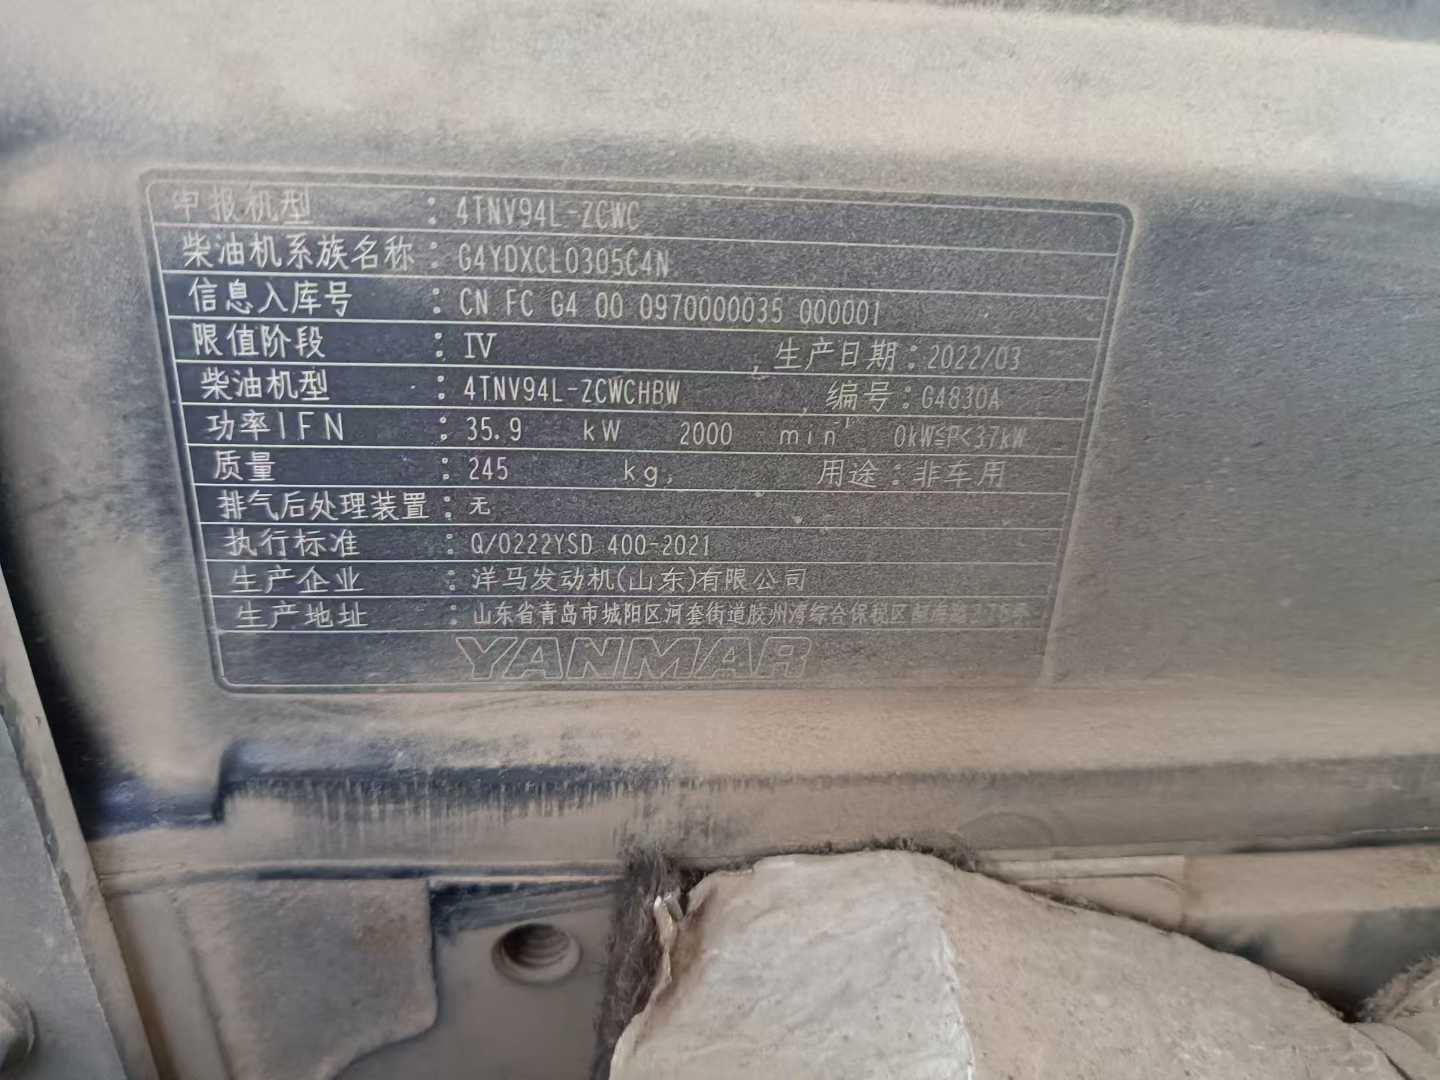 申报机型 : 4TNV94L-ZCWC
柴油机系族名称 : G4YDXCL0305C4N
信息入库号 : CN FC G4 00 0970000035 000001
限值阶段 : Ⅳ , 生产日期 : 2022/03
柴油机型 : 4TNV94L-ZCWCHBW , 编号 : G4830A
功率IFN : 35.9 kW 2000 min⁻¹ 0kW≦P<37kW
质量 : 245 kg, 用途 : 非车用
排气后处理装置 : 无
执行标准 : Q/0222YSD 400-2021
生产企业 : 洋马发动机(山东)有限公司
生产地址 : 山东省青岛市城阳区河套街道胶州湾综合保税区
YANMAR